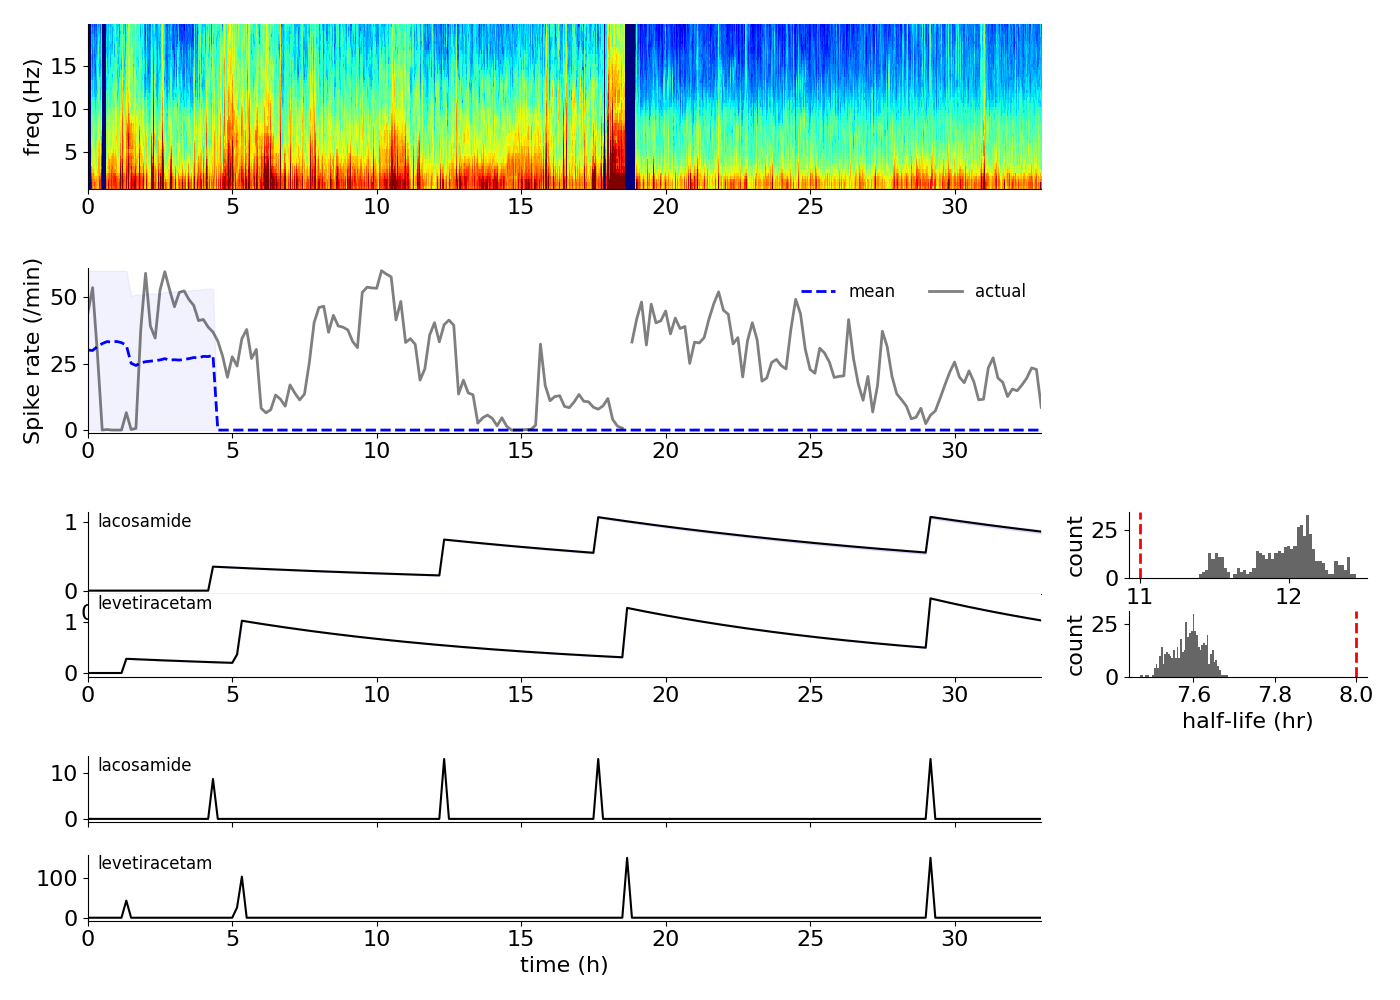 freq (Hz)
15
10
5
0 5 10 15 20 25 30
Spike rate (/min)
50
25
0
mean actual
0 5 10 15 20 25 30
lacosamide
1
0
count
25
0
11 12
levetiracetam
1
0
0 5 10 15 20 25 30
count
25
0
7.6 7.8 8.0
half-life (hr)
lacosamide
10
0
levetiracetam
100
0
0 5 10 15 20 25 30
time (h)